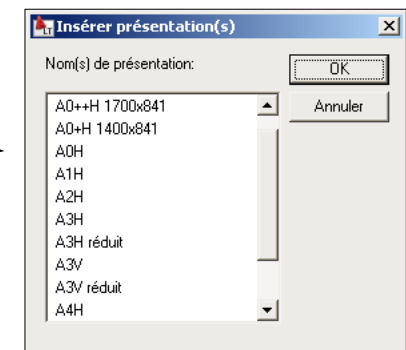 Insérer présentation(s)
Nom(s) de présentation:
OK
Annuler
A0++H 1700x841
A0+H 1400x841
A0H
A1H
A2H
A3H
A3H réduit
A3V
A3V réduit
A4H